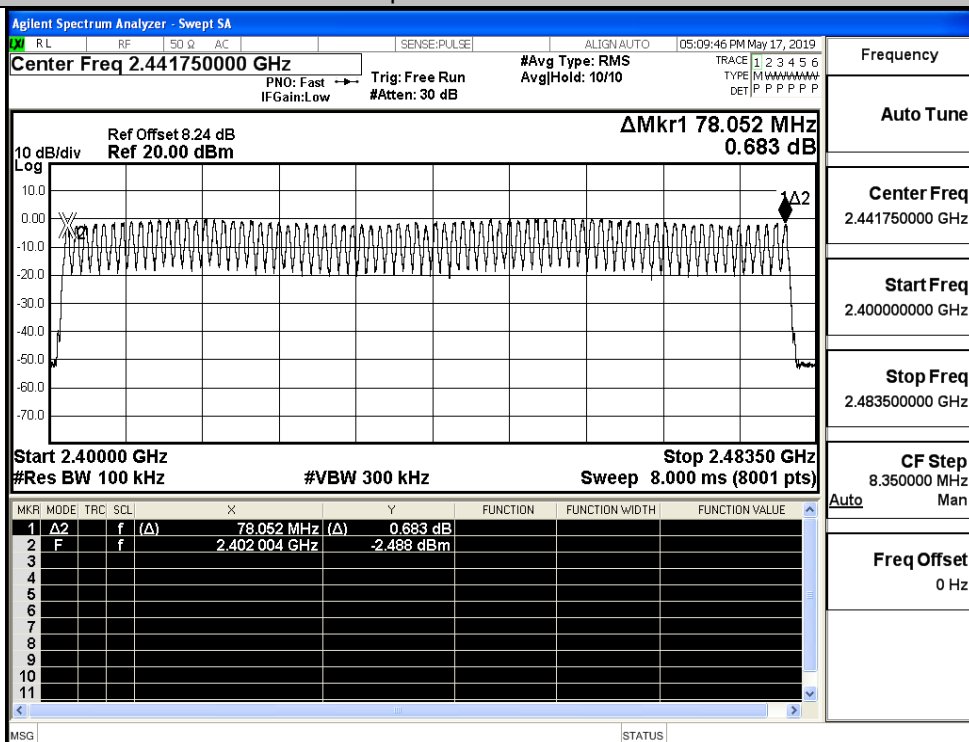 Agilent Spectrum Analyzer - Swept SA
LXI RL RF 50 Ω AC SENSE:PULSE ALIGN AUTO 05:09:46 PM May 17, 2019
Center Freq 2.441750000 GHz
PNO: Fast
IFGain:Low
Trig: Free Run
#Atten: 30 dB
#Avg Type: RMS
Avg|Hold: 10/10
TRACE 1 2 3 4 5 6
TYPE M W W W W W
DET P P P P P P
Ref Offset 8.24 dB
10 dB/div Ref 20.00 dBm
Log
ΔMkr1 78.052 MHz
0.683 dB
10.0
0.00
-10.0
-20.0
-30.0
-40.0
-50.0
-60.0
-70.0
1Δ2
Start 2.40000 GHz Stop 2.48350 GHz
#Res BW 100 kHz #VBW 300 kHz Sweep 8.000 ms (8001 pts)
MKR MODE TRC SCL X Y FUNCTION FUNCTION WIDTH FUNCTION VALUE
1 Δ2 f (Δ) 78.052 MHz (Δ) 0.683 dB
2 F f 2.402 004 GHz -2.488 dBm
3
4
5
6
7
8
9
10
11
MSG STATUS
Frequency
Auto Tune
Center Freq
2.441750000 GHz
Start Freq
2.400000000 GHz
Stop Freq
2.483500000 GHz
CF Step
8.350000 MHz
Auto Man
Freq Offset
0 Hz